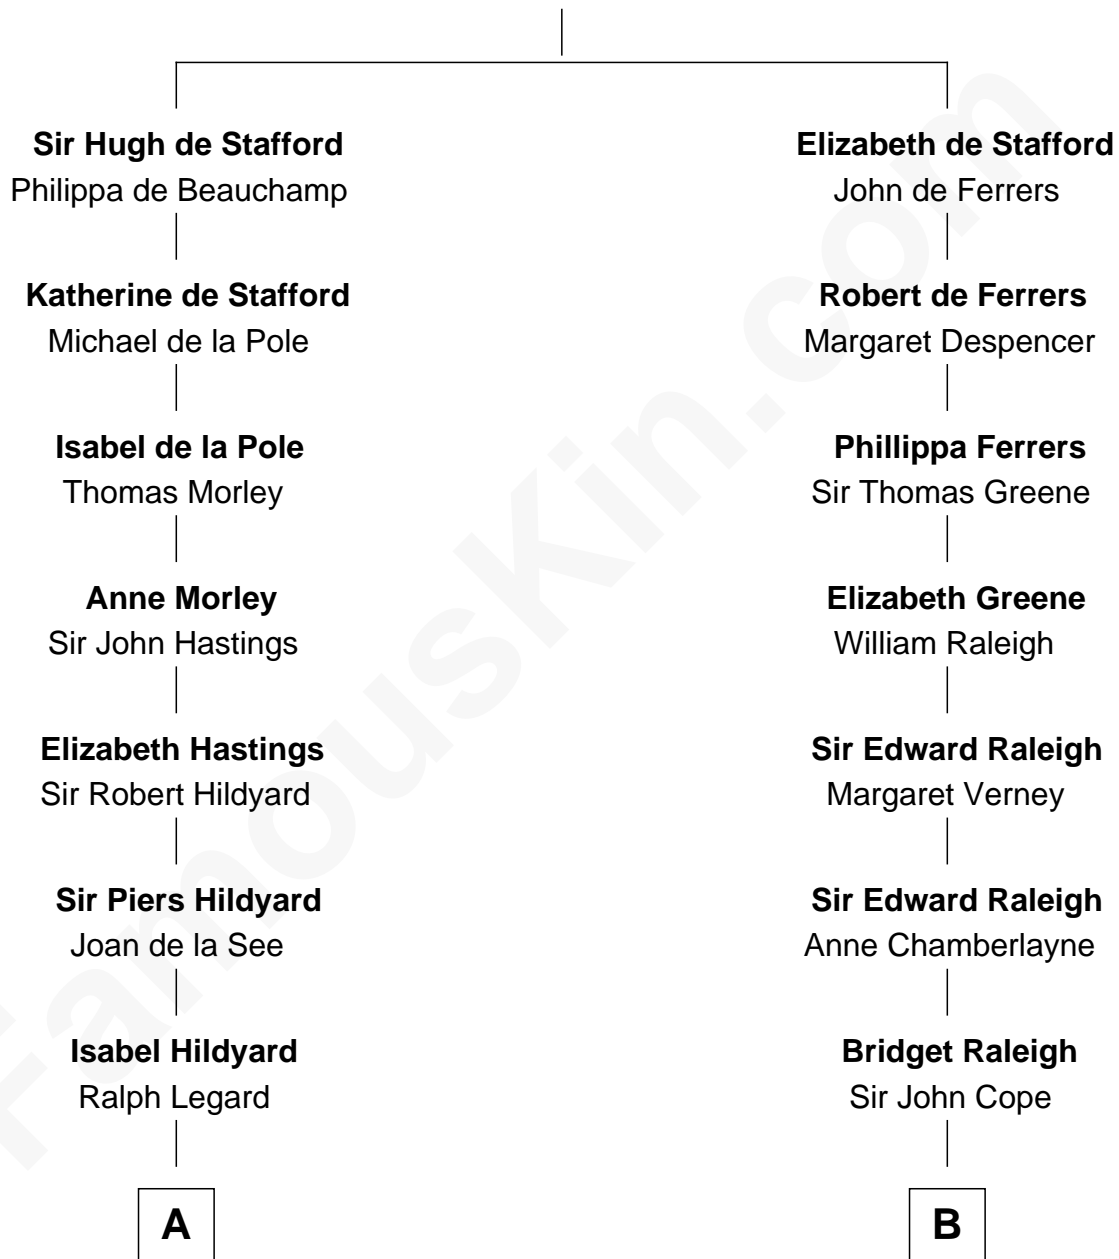 Sir Hugh de Stafford
Philippa de Beauchamp
Katherine de Stafford
Michael de la Pole
Isabel de la Pole
Thomas Morley
Anne Morley
Sir John Hastings
Elizabeth Hastings
Sir Robert Hildyard
Sir Piers Hildyard
Joan de la See
Isabel Hildyard
Ralph Legard
A
Elizabeth de Stafford
John de Ferrers
Robert de Ferrers
Margaret Despencer
Phillippa Ferrers
Sir Thomas Greene
Elizabeth Greene
William Raleigh
Sir Edward Raleigh
Margaret Verney
Sir Edward Raleigh
Anne Chamberlayne
Bridget Raleigh
Sir John Cope
B
FamousKin.com